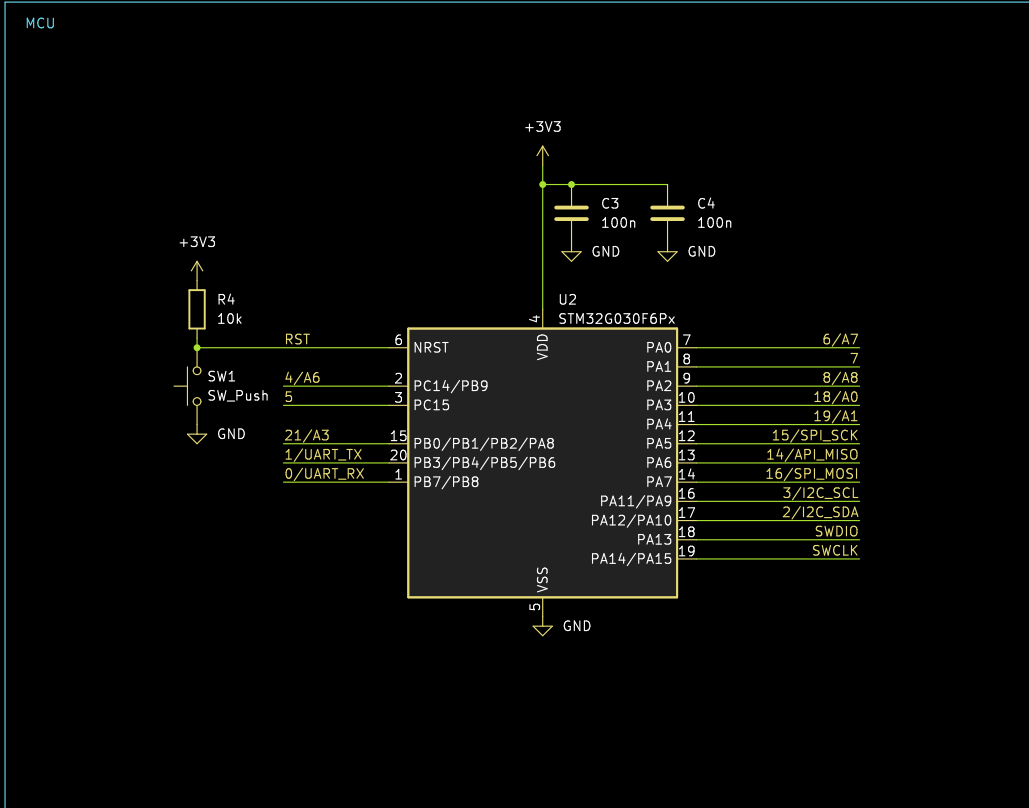 MCU
+3V3
C3
100n
GND
C4
100n
GND
+3V3
R4
10k
SW1
SW_Push
GND
U2
STM32G030F6Px
4
VDD
RST
6
NRST
4/A6
2
PC14/PB9
5
3
PC15
21/A3
15
PB0/PB1/PB2/PA8
1/UART_TX
20
PB3/PB4/PB5/PB6
0/UART_RX
1
PB7/PB8
PA0
7
6/A7
PA1
8
7
PA2
9
8/A8
PA3
10
18/A0
PA4
11
19/A1
PA5
12
15/SPI_SCK
PA6
13
14/API_MISO
PA7
14
16/SPI_MOSI
PA11/PA9
16
3/I2C_SCL
PA12/PA10
17
2/I2C_SDA
PA13
18
SWDIO
PA14/PA15
19
SWCLK
VSS
5
GND